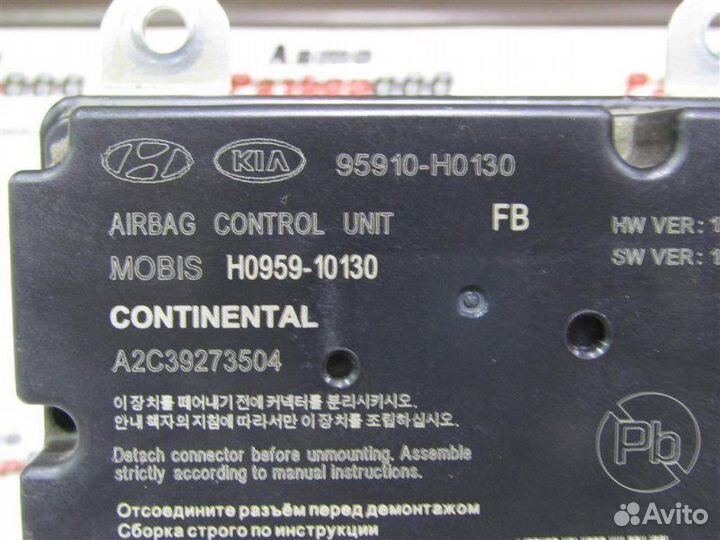 Авто
KIA 95910-H0130
AIRBAG CONTROL UNIT FB HW VER: 1
MOBIS H0959-10130 SW VER: 1
CONTINENTAL
A2C39273504
이 장치를 떼어내기 전에 커넥터를 분리시키시오.
안내 책자의 지침에 따라서만 이 장치를 조립하십시오.
Pb
Detach connector before unmounting. Assemble
strictly according to manual instructions.
Отсоедините разъём перед демонтажом
Сборка строго по инструкции
Avito